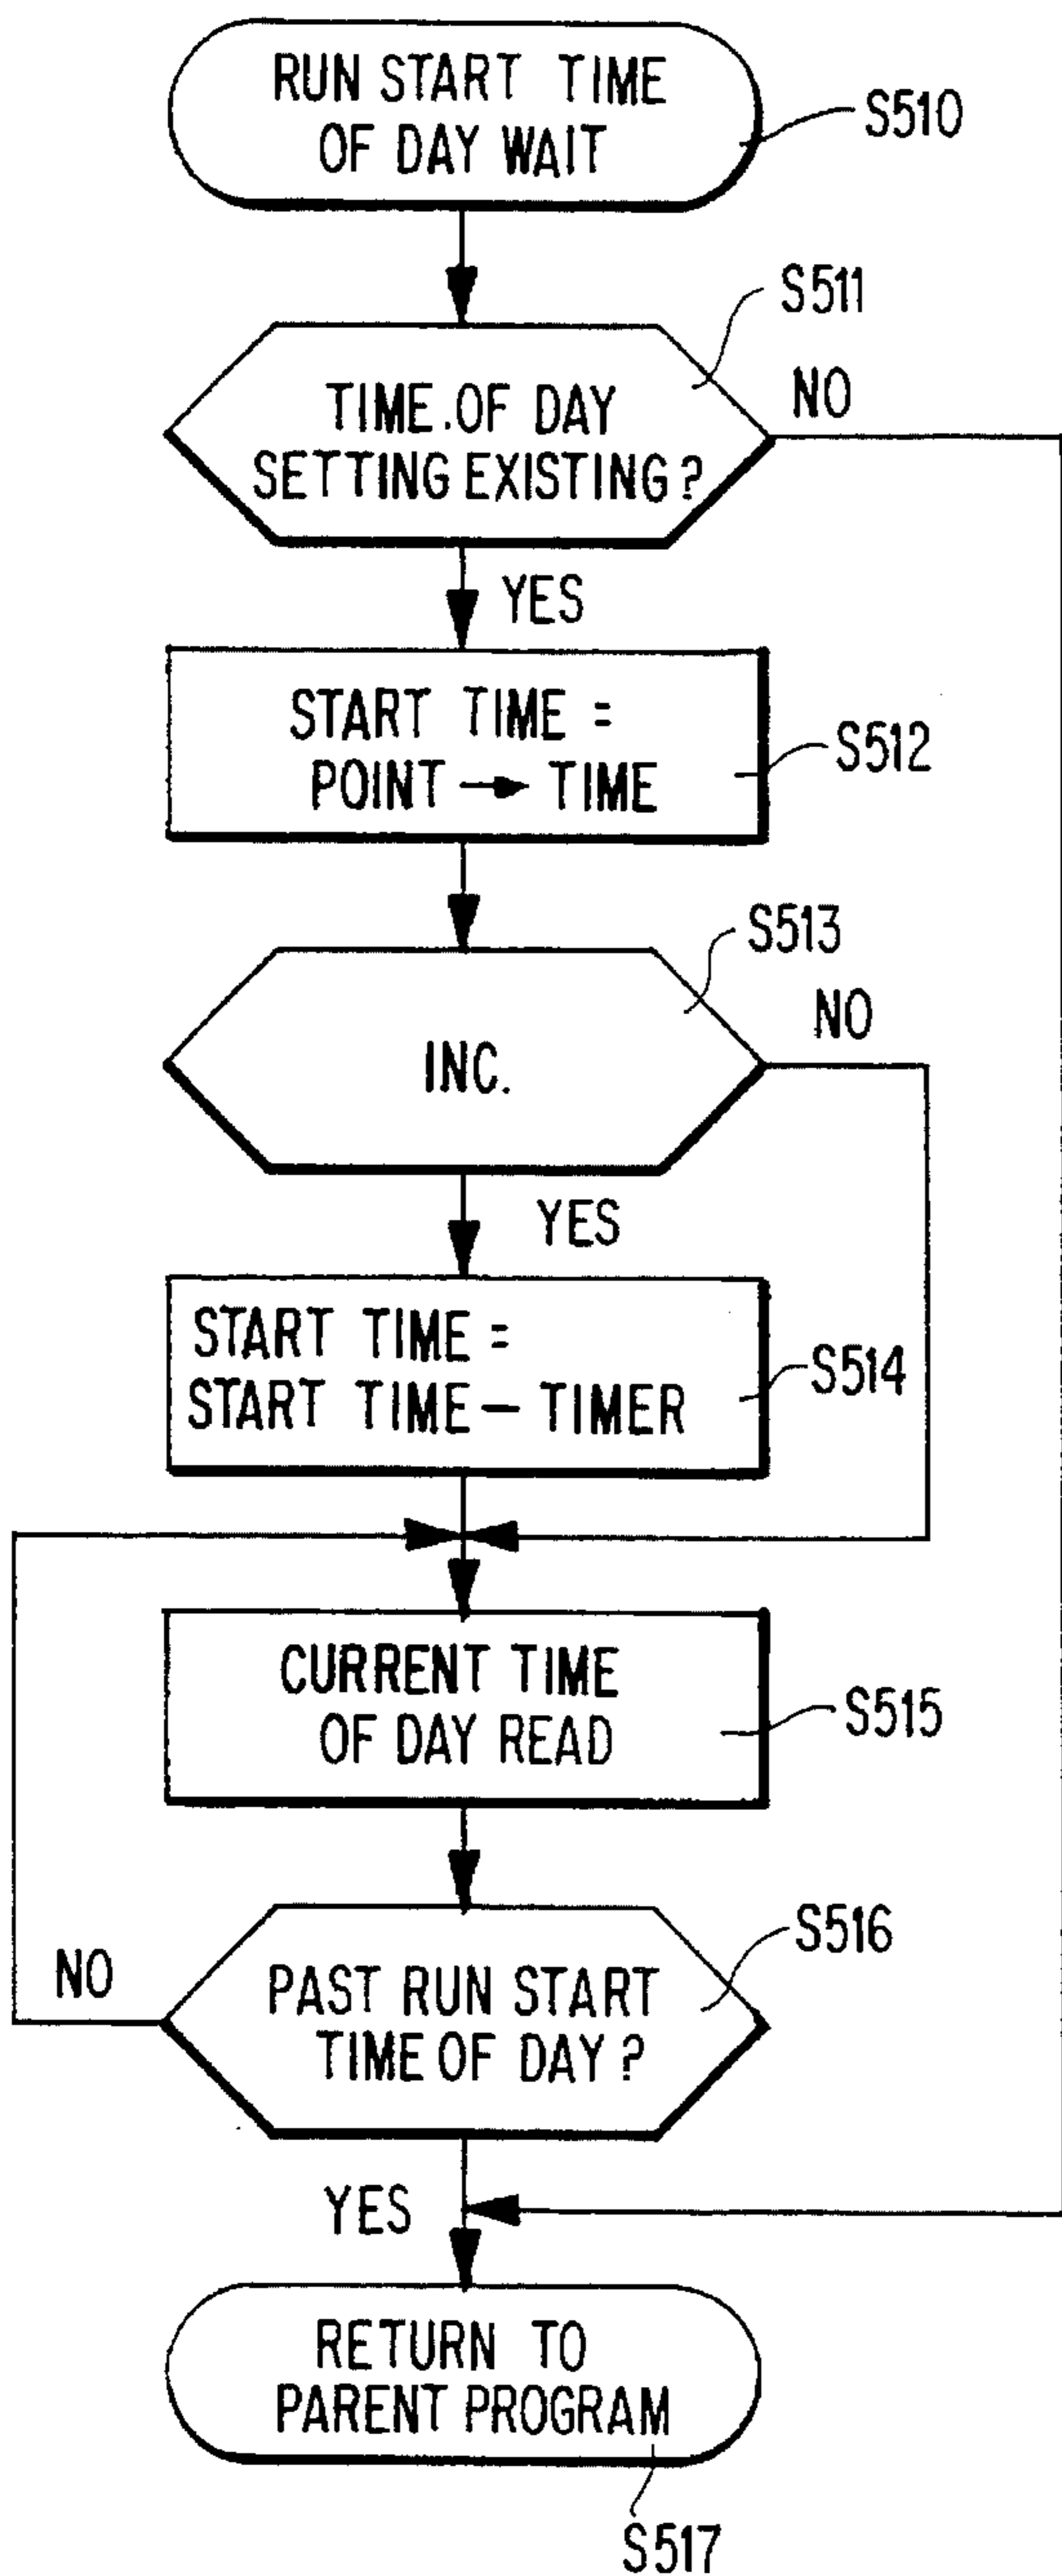 RUN START TIME
OF DAY WAIT
S510
S511
TIME.OF DAY
SETTING EXISTING?
NO
YES
START TIME =
POINT → TIME
S512
S513
INC.
NO
YES
START TIME =
START TIME – TIMER
S514
CURRENT TIME
OF DAY READ
S515
S516
PAST RUN START
TIME OF DAY?
NO
YES
RETURN TO
PARENT PROGRAM
S517